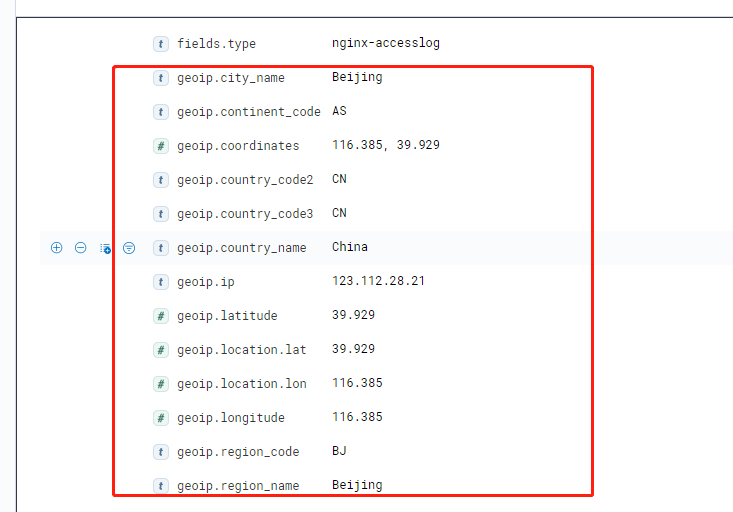 t fields.type nginx-accesslog
t geoip.city_name Beijing
t geoip.continent_code AS
# geoip.coordinates 116.385, 39.929
t geoip.country_code2 CN
t geoip.country_code3 CN
t geoip.country_name China
t geoip.ip 123.112.28.21
# geoip.latitude 39.929
# geoip.location.lat 39.929
# geoip.location.lon 116.385
# geoip.longitude 116.385
t geoip.region_code BJ
t geoip.region_name Beijing